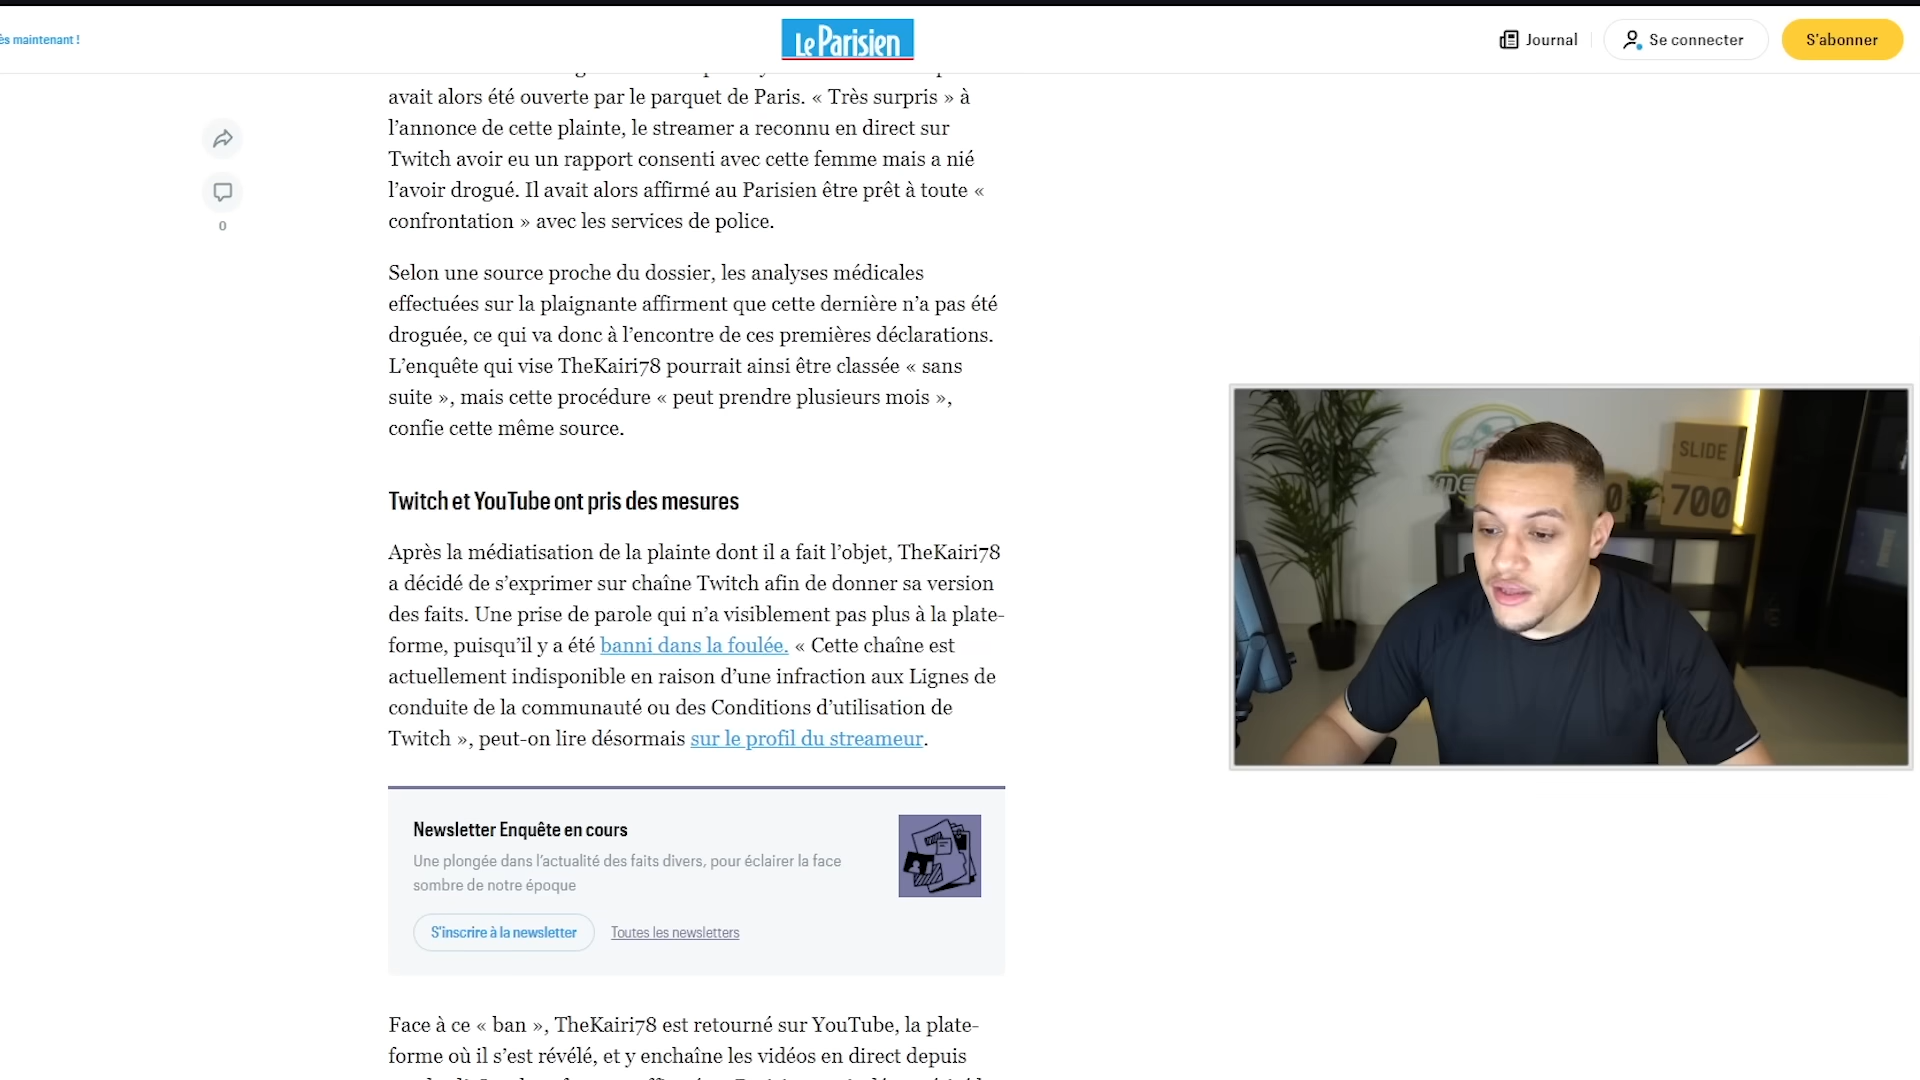 ès maintenant !
Le Parisien
Journal
Se connecter
S'abonner
avait alors été ouverte par le parquet de Paris. « Très surpris » à
l’annonce de cette plainte, le streamer a reconnu en direct sur
Twitch avoir eu un rapport consenti avec cette femme mais a nié
l’avoir drogué. Il avait alors affirmé au Parisien être prêt à toute «
confrontation » avec les services de police.
0
Selon une source proche du dossier, les analyses médicales
effectuées sur la plaignante affirment que cette dernière n’a pas été
droguée, ce qui va donc à l’encontre de ces premières déclarations.
L’enquête qui vise TheKairi78 pourrait ainsi être classée « sans
suite », mais cette procédure « peut prendre plusieurs mois »,
confie cette même source.
Twitch et YouTube ont pris des mesures
Après la médiatisation de la plainte dont il a fait l’objet, TheKairi78
a décidé de s’exprimer sur chaîne Twitch afin de donner sa version
des faits. Une prise de parole qui n’a visiblement pas plus à la plate-
forme, puisqu’il y a été banni dans la foulée. « Cette chaîne est
actuellement indisponible en raison d’une infraction aux Lignes de
conduite de la communauté ou des Conditions d’utilisation de
Twitch », peut-on lire désormais sur le profil du streameur.
SLIDE
700
Newsletter Enquête en cours
Une plongée dans l’actualité des faits divers, pour éclairer la face
sombre de notre époque
S'inscrire à la newsletter
Toutes les newsletters
Face à ce « ban », TheKairi78 est retourné sur YouTube, la plate-
forme où il s’est révélé, et y enchaîne les vidéos en direct depuis